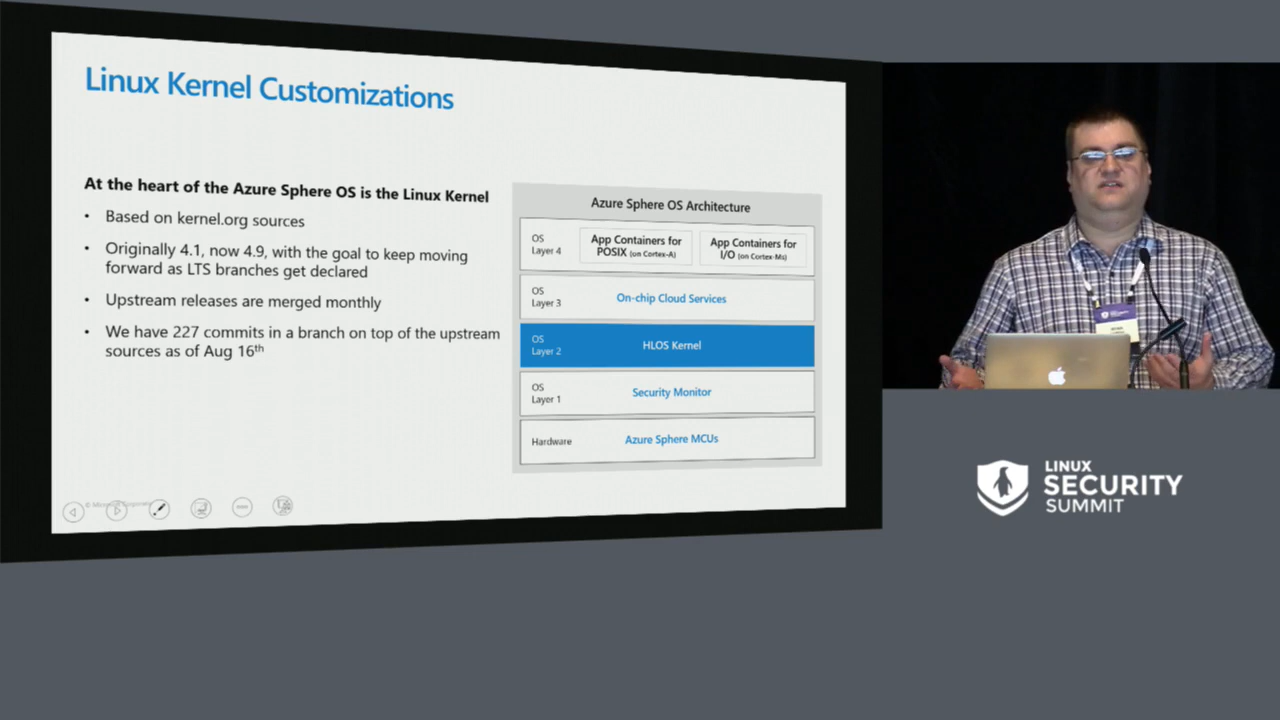 Linux Kernel Customizations
At the heart of the Azure Sphere OS is the Linux Kernel
• Based on kernel.org sources
• Originally 4.1, now 4.9, with the goal to keep moving
forward as LTS branches get declared
• Upstream releases are merged monthly
• We have 227 commits in a branch on top of the upstream
sources as of Aug 16th
Azure Sphere OS Architecture
OS
Layer 4
App Containers for
POSIX (on Cortex-A)
App Containers for
I/O (on Cortex-Ms)
OS
Layer 3
On-chip Cloud Services
OS
Layer 2
HLOS Kernel
OS
Layer 1
Security Monitor
Hardware
Azure Sphere MCUs
© Microsoft Corporation
LINUX
SECURITY
SUMMIT